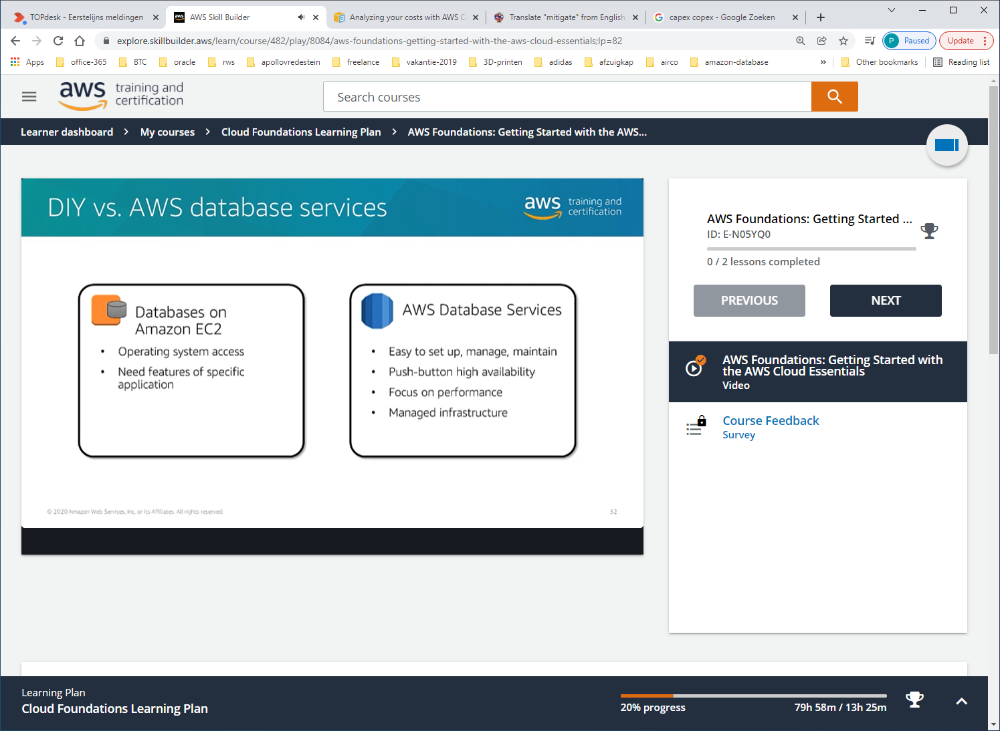 TOPdesk - Eerstelijns meldingen
AWS Skill Builder
Analyzing your costs with AWS C
Translate "mitigate" from English
capex copex - Google Zoeken
explore.skillbuilder.aws/learn/course/482/play/8084/aws-foundations-getting-started-with-the-aws-cloud-essentials;lp=82
P Paused
Update
Apps
office-365
BTC
oracle
rws
apollovredestein
freelance
vakantie-2019
3D-printen
adidas
afzuigkap
airco
amazon-database
»
Other bookmarks
Reading list
aws training and
certification
Search courses
Learner dashboard > My courses > Cloud Foundations Learning Plan > AWS Foundations: Getting Started with the AWS...
DIY vs. AWS database services
aws training and
certification
Databases on
Amazon EC2
• Operating system access
• Need features of specific
application
AWS Database Services
• Easy to set up, manage, maintain
• Push-button high availability
• Focus on performance
• Managed infrastructure
© 2020 Amazon Web Services, Inc. or its Affiliates. All rights reserved.
32
AWS Foundations: Getting Started ...
ID: E-N05YQ0
0 / 2 lessons completed
PREVIOUS
NEXT
AWS Foundations: Getting Started with
the AWS Cloud Essentials
Video
Course Feedback
Survey
Learning Plan
Cloud Foundations Learning Plan
20% progress
79h 58m / 13h 25m